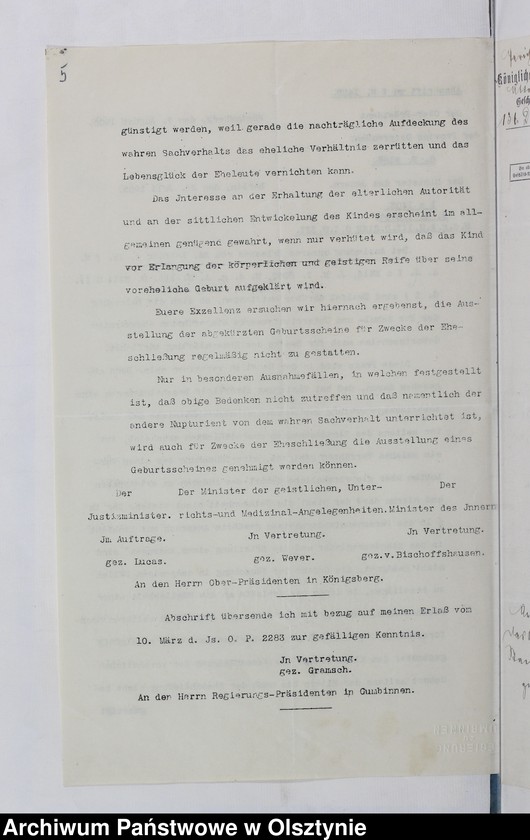 5
günstigt werden, weil gerade die nachträgliche Aufdeckung des
wahren Sachverhalts das eheliche Verhältnis zerrütten und das
Lebensglück der Eheleute vernichten kann.
Das Jnteresse an der Erhaltung der elterlichen Autorität
und an der sittlichen Entwickelung des Kindes erscheint im all-
gemeinen genügend gewahrt, wenn nur verhütet wird, daß das Kind
vor Erlangung der körperlichen und geistigen Reife über seine
voreheliche Geburt aufgeklärt wird.
Euere Exzellenz ersuchen wir hiernach ergebenst, die Aus-
stellung der abgekürzten Geburtsscheine für Zwecke der Ehe-
schließung regelmäßig nicht zu gestatten.
Nur in besonderen Ausnahmefällen, in welchen festgestellt
ist, daß obige Bedenken nicht zutreffen und daß namentlich der
andere Nupturient von dem wahren Sachverhalt unterrichtet ist,
wird auch für Zwecke der Eheschließung die Ausstellung eines
Geburtsscheines genehmigt werden können.
Der Der Minister der geistlichen, Unter- Der
Justizminister. richts-und Medizinal-Angelegenheiten. Minister des Jnnern
Jm Auftrage. Jn Vertretung. Jn Vertretung.
gez. Lucas. gez. Wever. gez.v.Bischoffshausen.
An den Herrn Ober-Präsidenten in Königsberg.
Abschrift übersende ich mit bezug auf meinen Erlaß vom
10. März d. Js. O. P. 2283 zur gefälligen Kenntnis.
Jn Vertretung.
gez. Gramsch.
An den Herrn Regierungs-Präsidenten in Gumbinnen.
Königliche
Archiwum Państwowe w Olsztynie